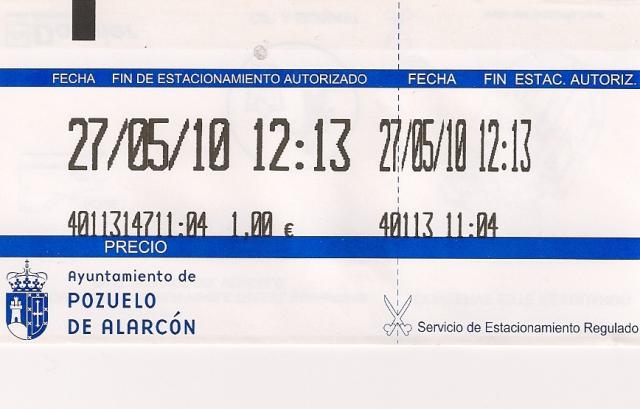 FECHA FIN DE ESTACIONAMIENTO AUTORIZADO FECHA FIN ESTAC. AUTORIZ.
27/05/10 12:13 27/05/10 12:13
4011314711:04 1,00 € 40113 11:04
PRECIO
Ayuntamiento de
POZUELO
DE ALARCÓN
Servicio de Estacionamiento Regulado